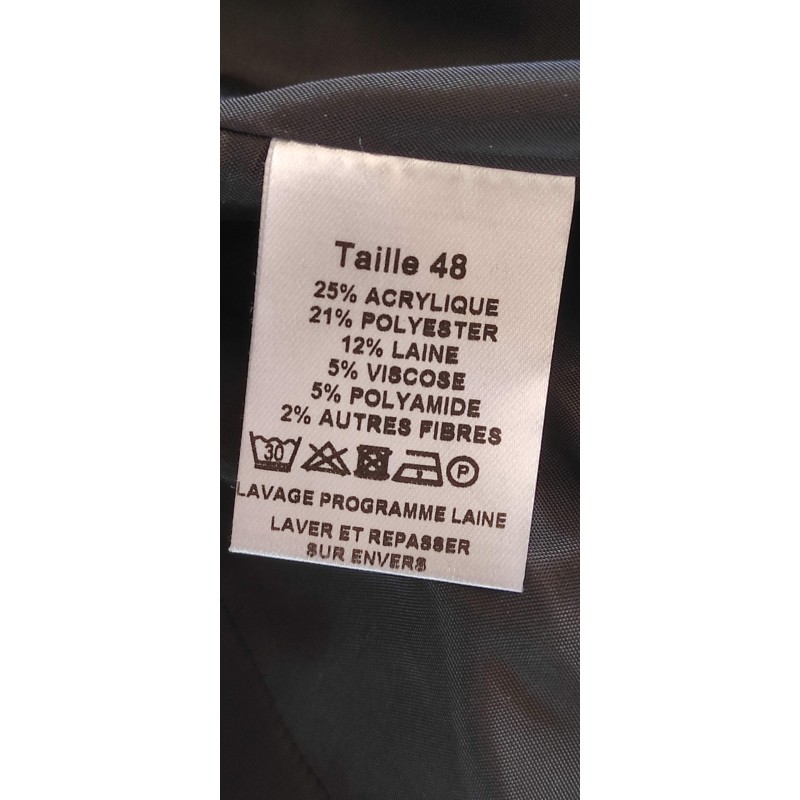 Taille 48
25% ACRYLIQUE
21% POLYESTER
12% LAINE
5% VISCOSE
5% POLYAMIDE
2% AUTRES FIBRES
30 P
LAVAGE PROGRAMME LAINE
LAVER ET REPASSER
SUR ENVERS